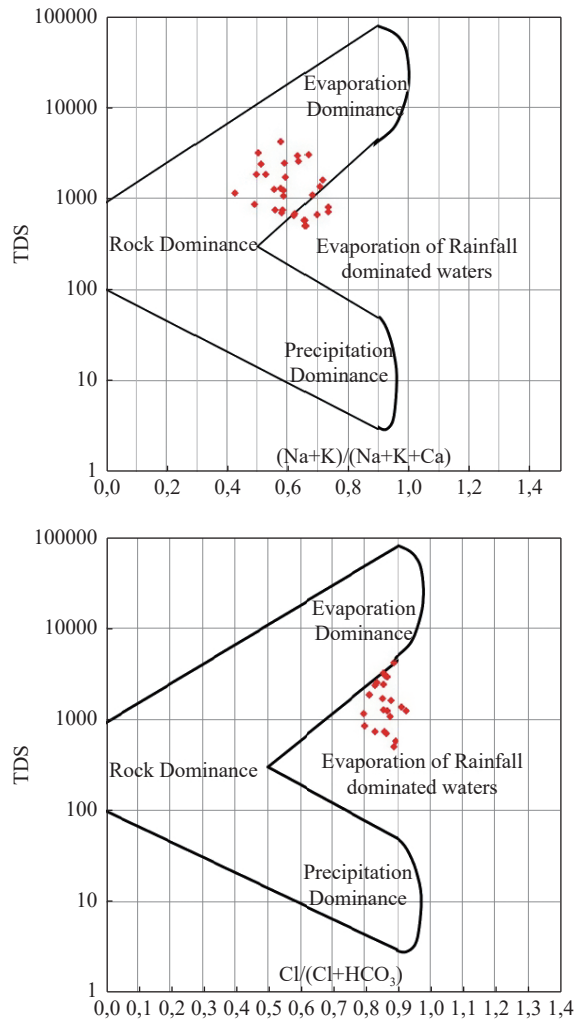 100000
10000
1000
100
10
1
TDS
Evaporation
Dominance
Rock Dominance
Evaporation of Rainfall
dominated waters
Precipitation
Dominance
(Na+K)/(Na+K+Ca)
0,0 0,2 0,4 0,6 0,8 1,0 1,2 1,4
100000
10000
1000
100
10
1
TDS
Evaporation
Dominance
Rock Dominance
Evaporation of Rainfall
dominated waters
Precipitation
Dominance
Cl/(Cl+HCO₃)
0,0 0,1 0,2 0,3 0,4 0,5 0,6 0,7 0,8 0,9 1,0 1,1 1,2 1,3 1,4